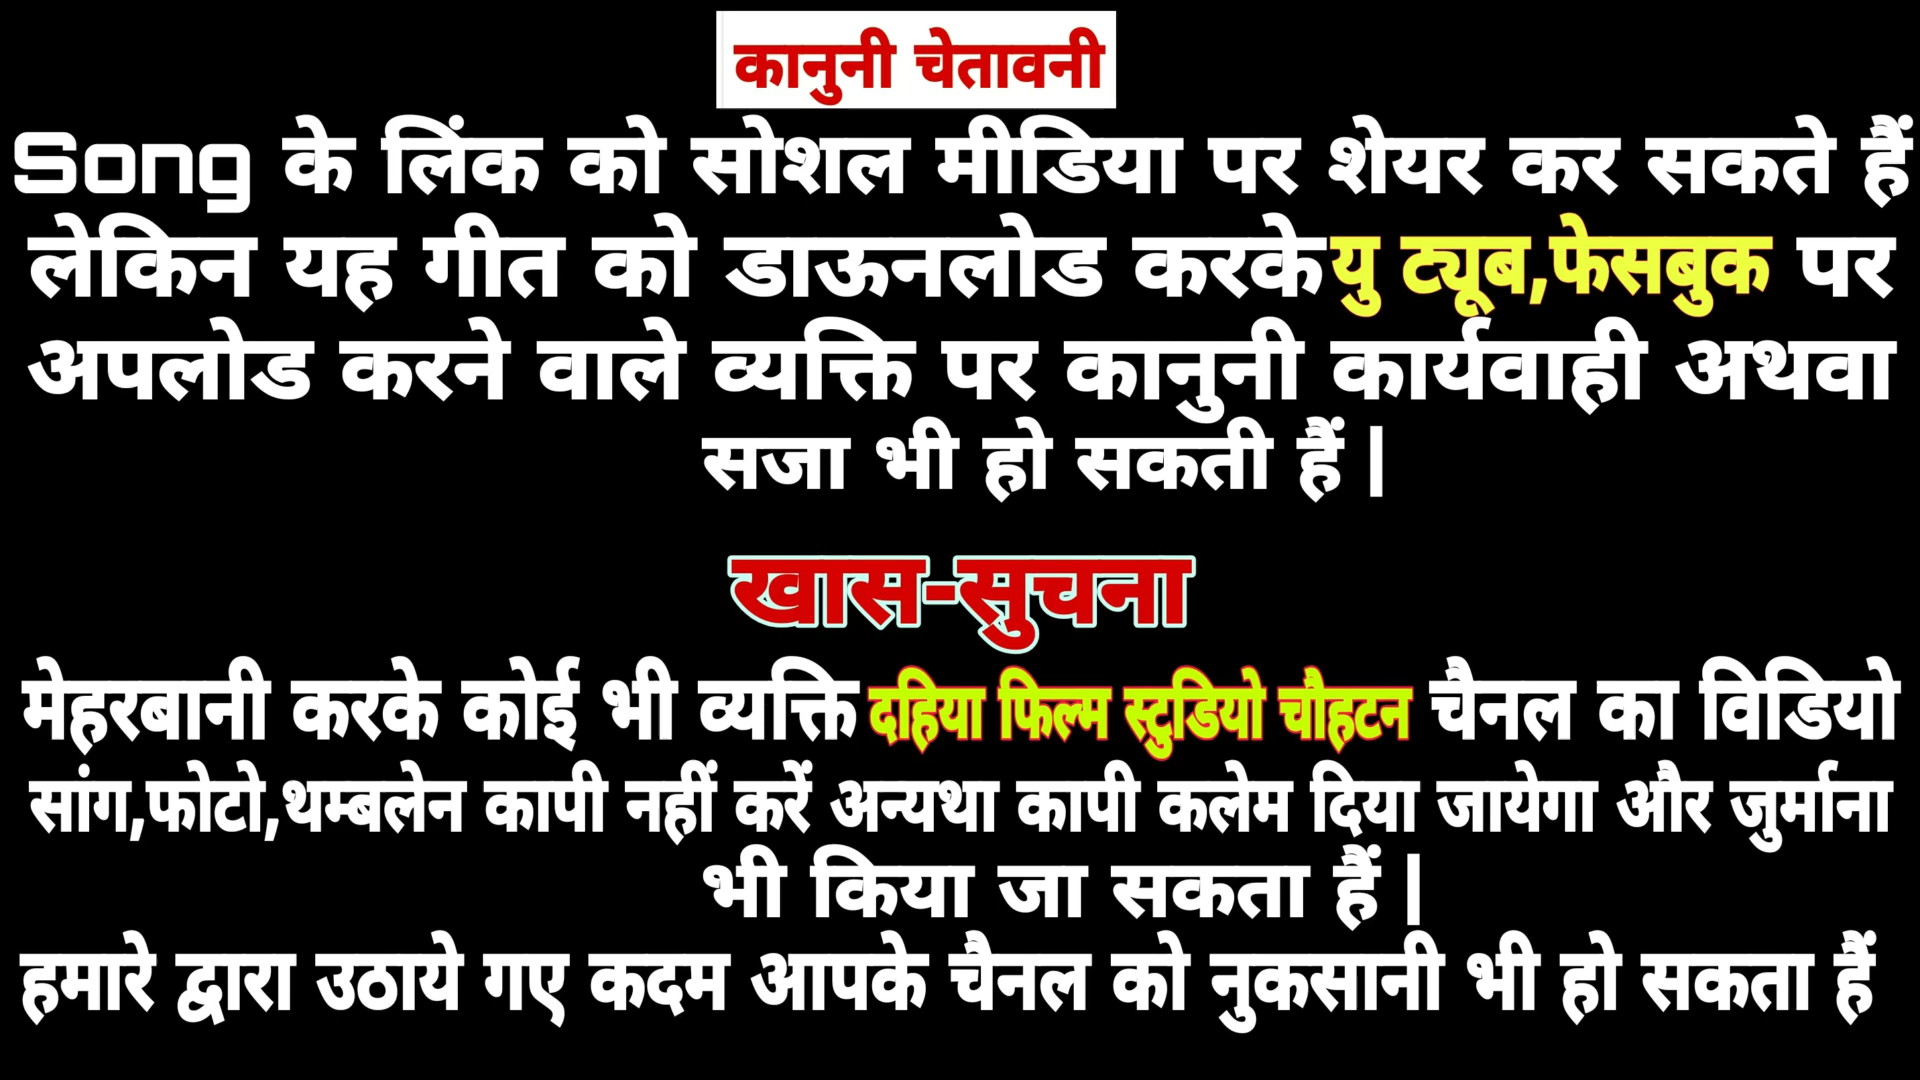 कानुनी चेतावनी
Song के लिंक को सोशल मीडिया पर शेयर कर सकते हैं
लेकिन यह गीत को डाऊनलोड करके यु ट्यूब,फेसबुक पर
अपलोड करने वाले व्यक्ति पर कानुनी कार्यवाही अथवा
सजा भी हो सकती हैं |
खास-सुचना
मेहरबानी करके कोई भी व्यक्ति दहिया फिल्म स्टुडियो चौहटन चैनल का विडियो
सांग,फोटो,थम्बलेन कापी नहीं करें अन्यथा कापी कलेम दिया जायेगा और जुर्माना
भी किया जा सकता हैं |
हमारे द्वारा उठाये गए कदम आपके चैनल को नुकसानी भी हो सकता हैं